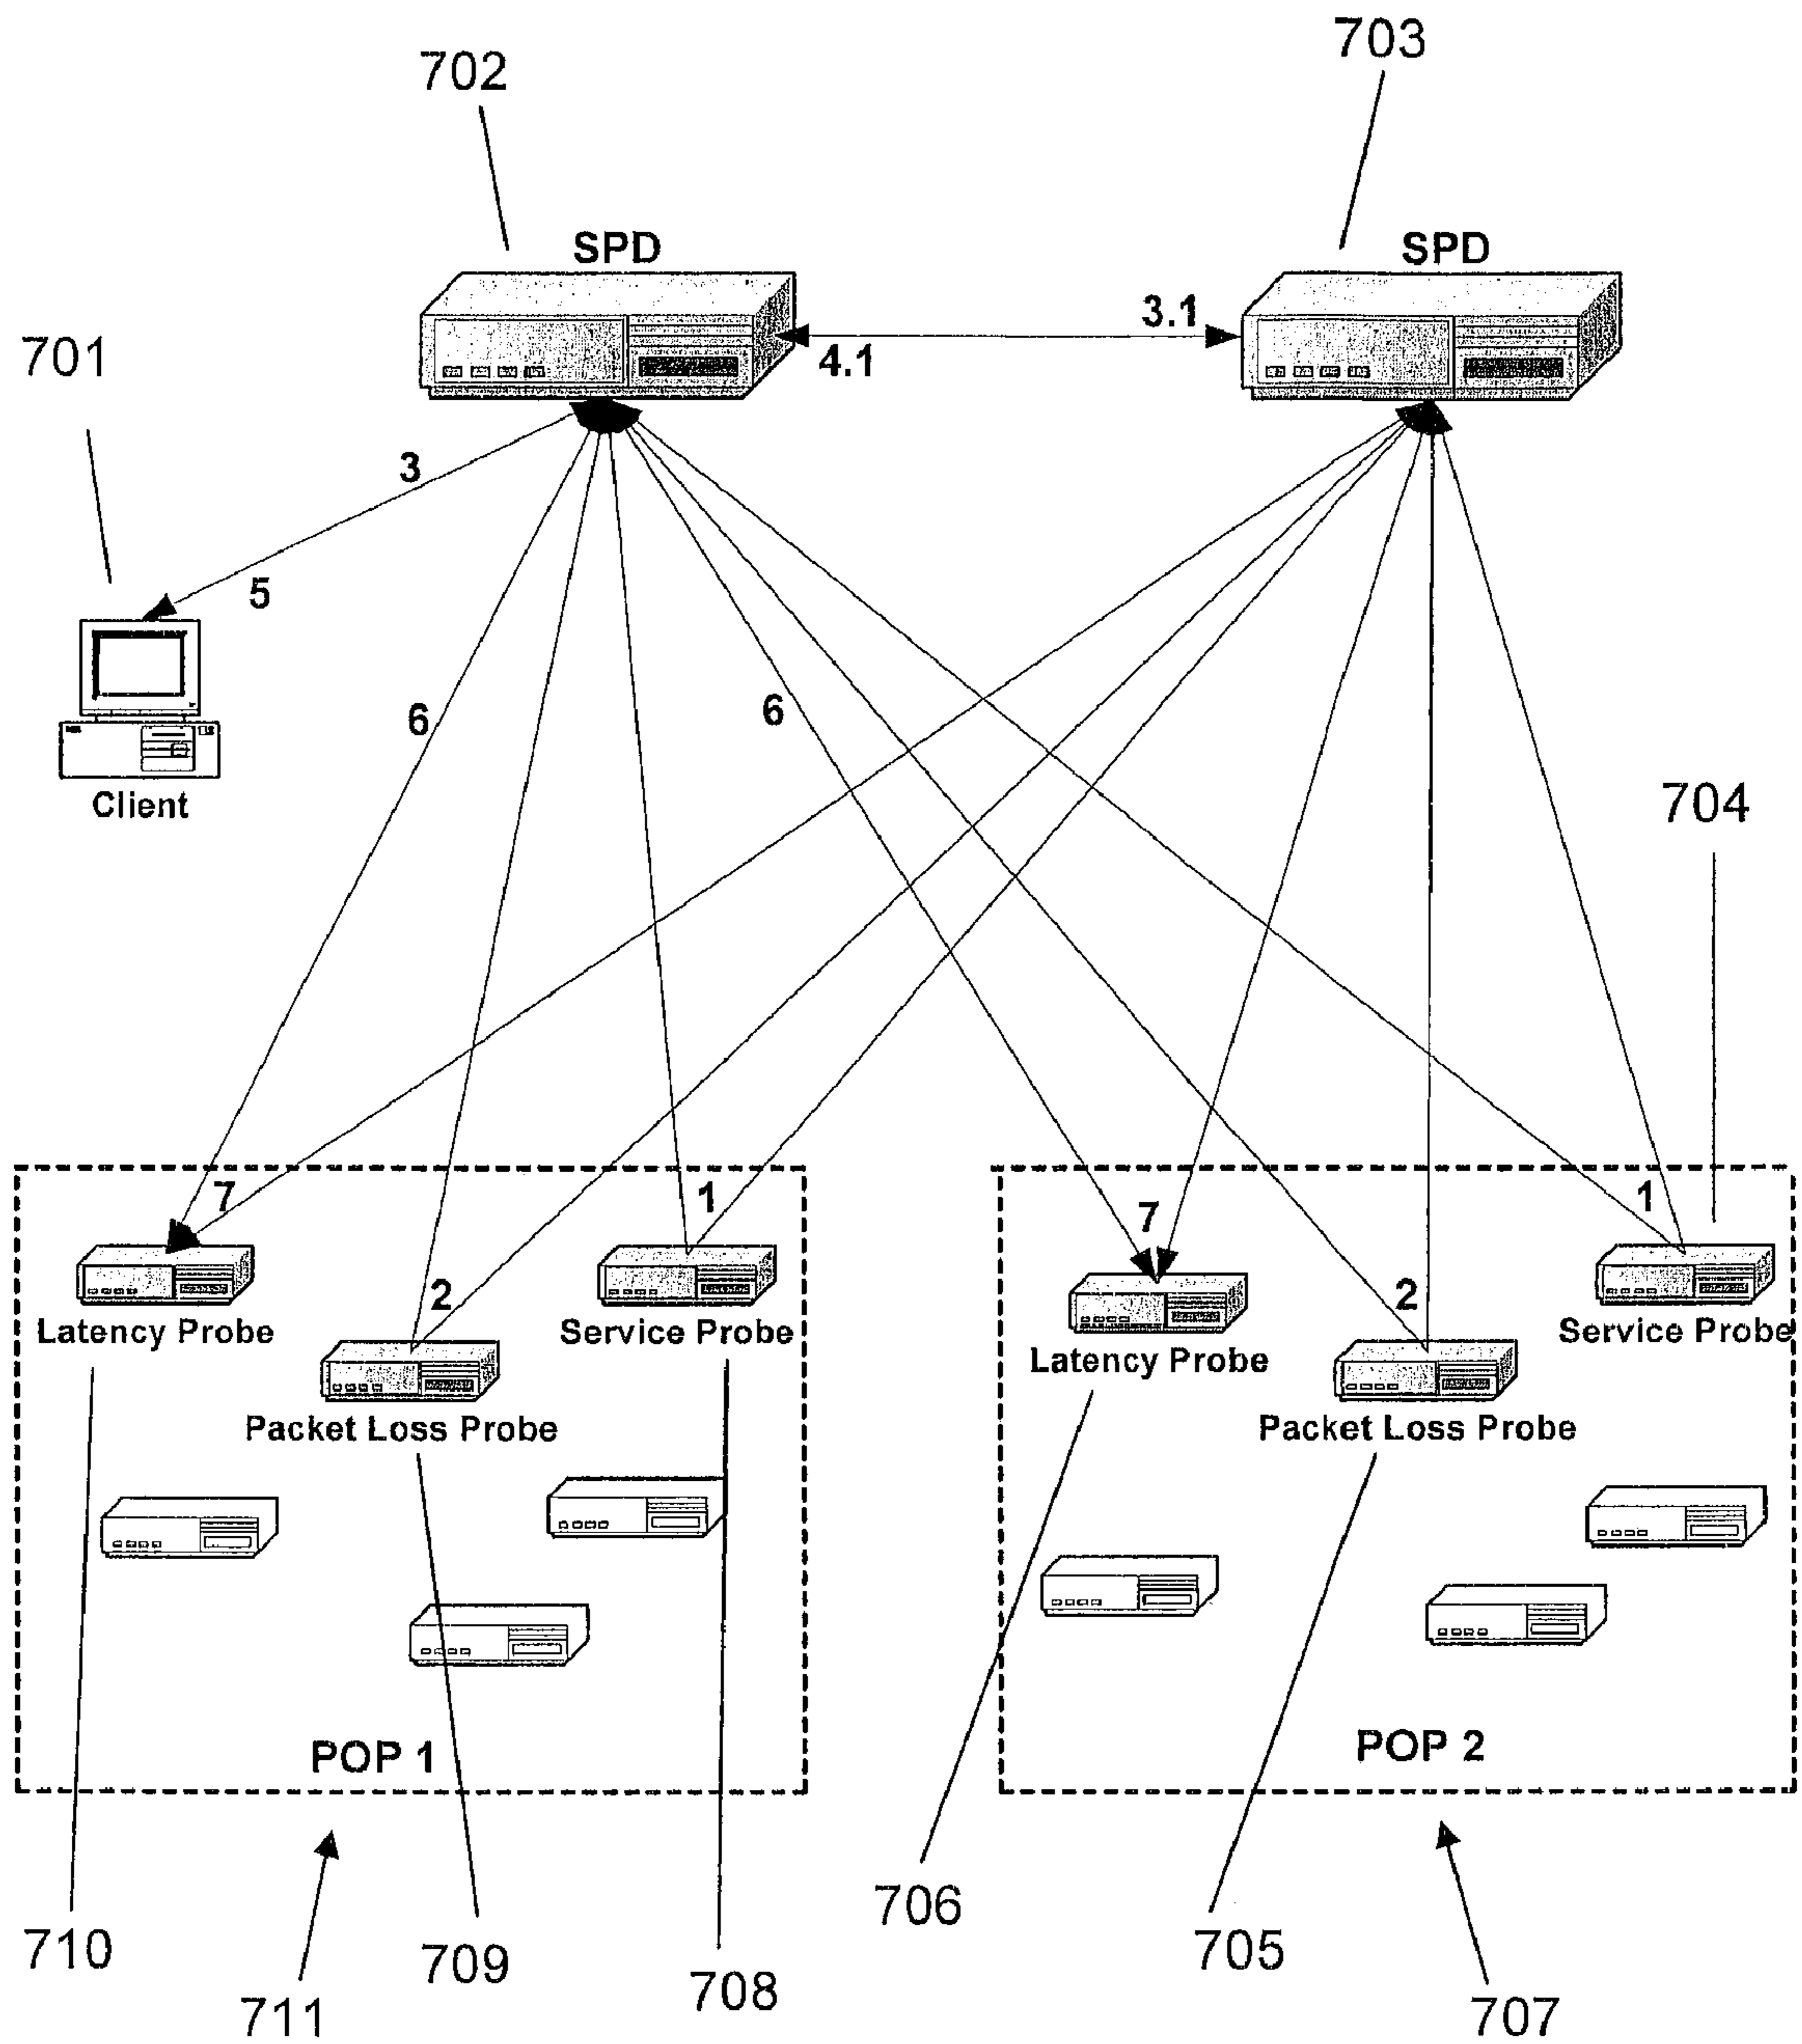 703
702
SPD
SPD
3.1
4.1
701
3
5
6
6
Client
704
7
1
7
1
2
2
Latency Probe
Service Probe
Service Probe
Latency Probe
Packet Loss Probe
Packet Loss Probe
POP 1
POP 2
706
710
709
705
708
711
707